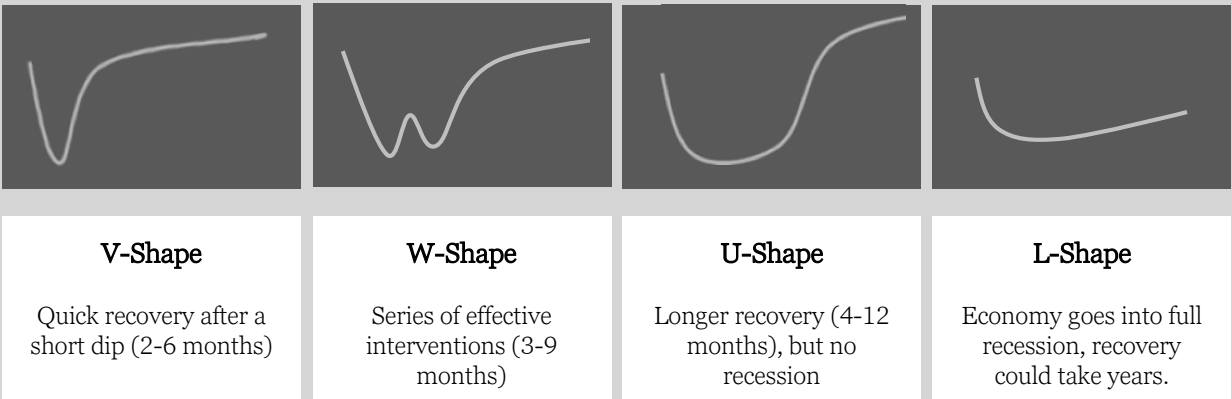 V-Shape
Quick recovery after a
short dip (2-6 months)
W-Shape
Series of effective
interventions (3-9
months)
U-Shape
Longer recovery (4-12
months), but no
recession
L-Shape
Economy goes into full
recession, recovery
could take years.